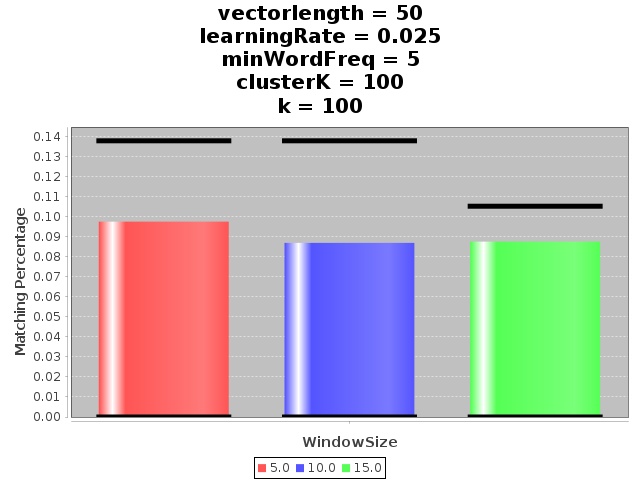 vectorlength = 50
learningRate = 0.025
minWordFreq = 5
clusterK = 100
k = 100
0.14
0.13
0.12
0.11
0.10
0.09
0.08
0.07
0.06
0.05
0.04
0.03
0.02
0.01
0.00
Matching Percentage
WindowSize
5.0 10.0 15.0